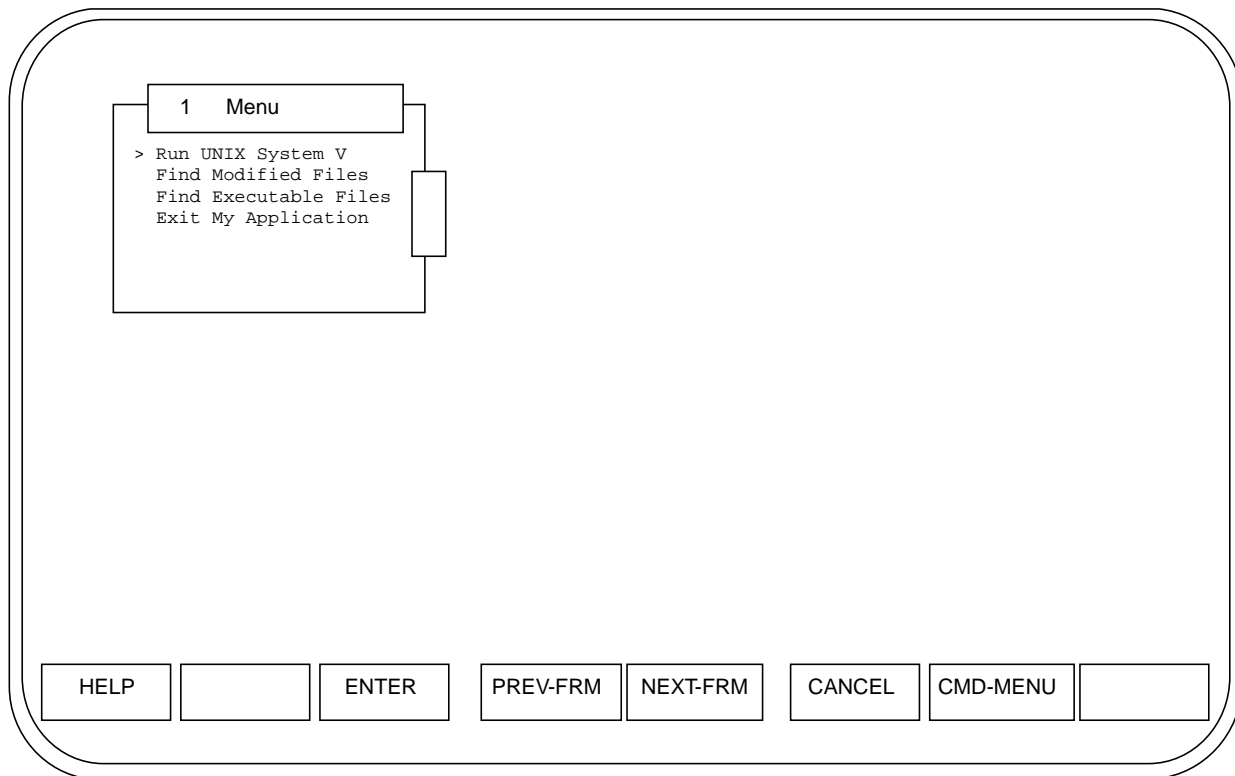 1 Menu
> Run UNIX System V
Find Modified Files
Find Executable Files
Exit My Application
HELP ENTER PREV-FRM NEXT-FRM CANCEL CMD-MENU